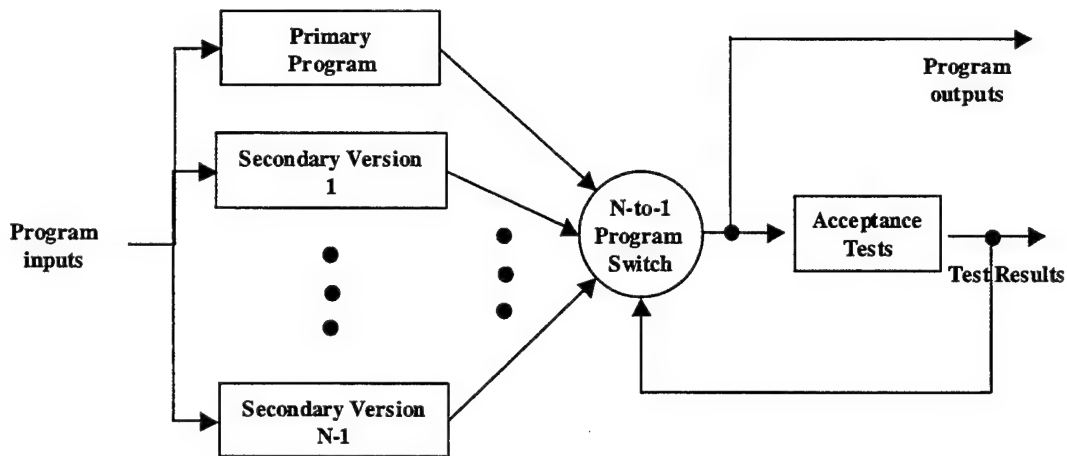 Primary
Program
Program
outputs
Secondary Version
1
N-to-1
Program
Switch
Acceptance
Tests
Program
inputs
Test Results
Secondary Version
N-1